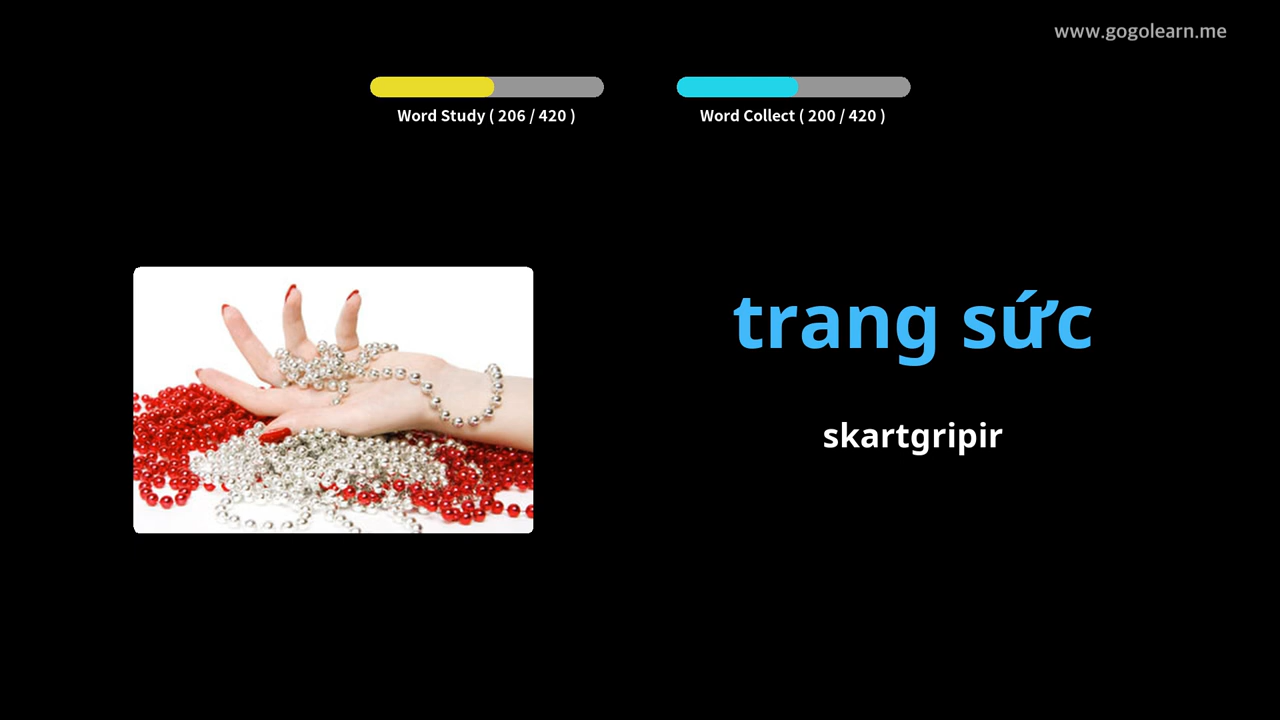 www.gogolearn.me
Word Study ( 206 / 420 )
Word Collect ( 200 / 420 )
trang sức
skartgripir